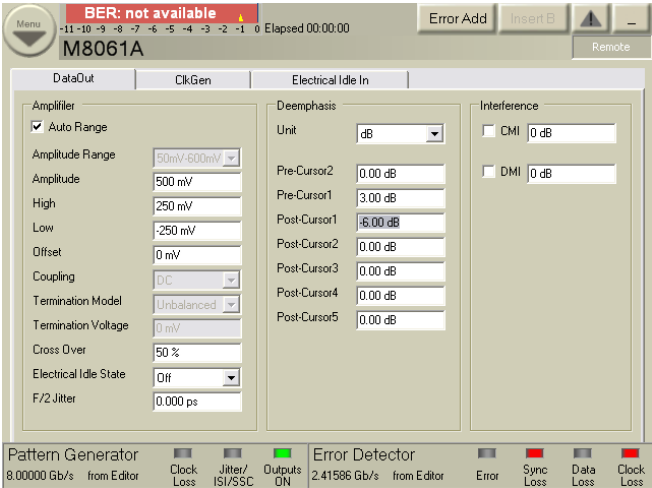 Menu
BER: not available
-11 -10 -9 -8 -7 -6 -5 -4 -3 -2 -1 0 Elapsed 00:00:00
Error Add
Insert B
M8061A
Remote
DataOut
ClkGen
Electrical Idle In
Amplifiler
Auto Range
Amplitude Range 50mV-600mV
Amplitude 500 mV
High 250 mV
Low -250 mV
Offset 0 mV
Coupling DC
Termination Model Unbalanced
Termination Voltage 0 mV
Cross Over 50 %
Electrical Idle State Off
F/2 Jitter 0.000 ps
Deemphasis
Unit dB
Pre-Cursor2 0.00 dB
Pre-Cursor1 3.00 dB
Post-Cursor1 -6.00 dB
Post-Cursor2 0.00 dB
Post-Cursor3 0.00 dB
Post-Cursor4 0.00 dB
Post-Cursor5 0.00 dB
Interference
CMI 0 dB
DMI 0 dB
Pattern Generator
8.00000 Gb/s from Editor
Clock
Loss
Jitter/
ISI/SSC
Outputs
ON
Error Detector
2.41586 Gb/s from Editor
Error
Sync
Loss
Data
Loss
Clock
Loss